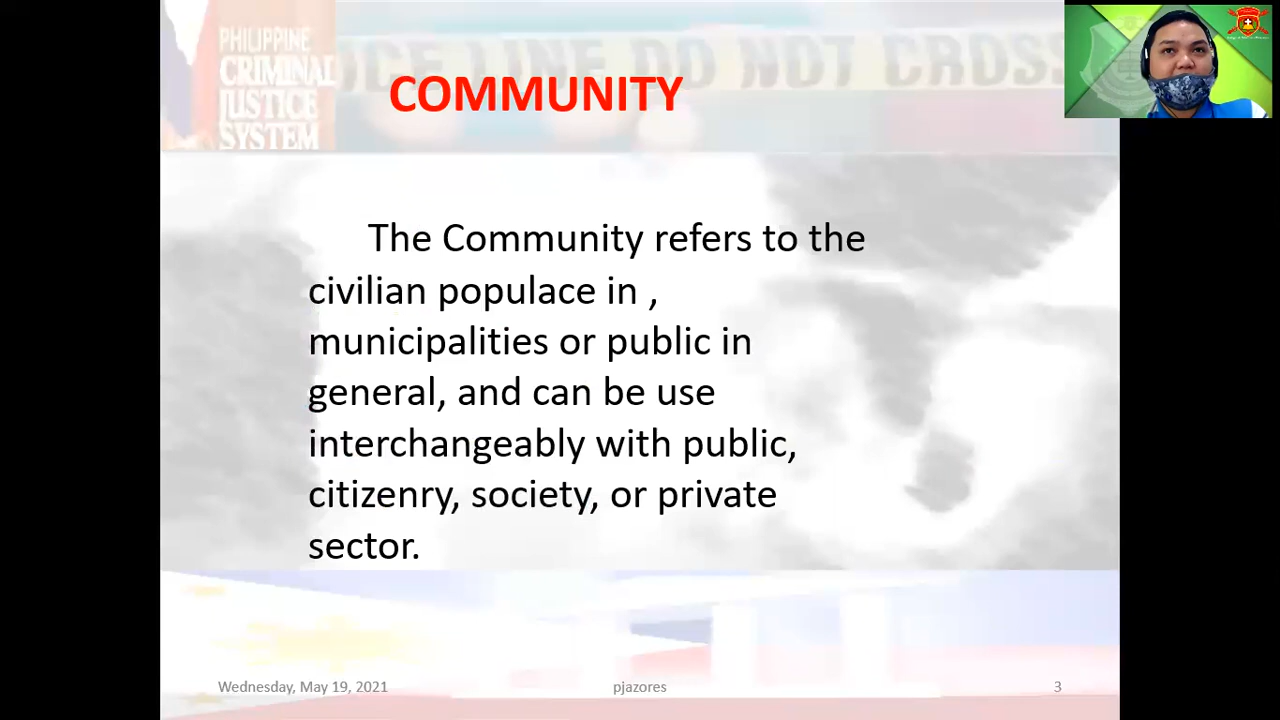 PHILIPPINE
CRIMINAL
JUSTICE
SYSTEM
LINE DO NOT CROSS
COMMUNITY
The Community refers to the
civilian populace in ,
municipalities or public in
general, and can be use
interchangeably with public,
citizenry, society, or private
sector.
Wednesday, May 19, 2021
pjazores
3